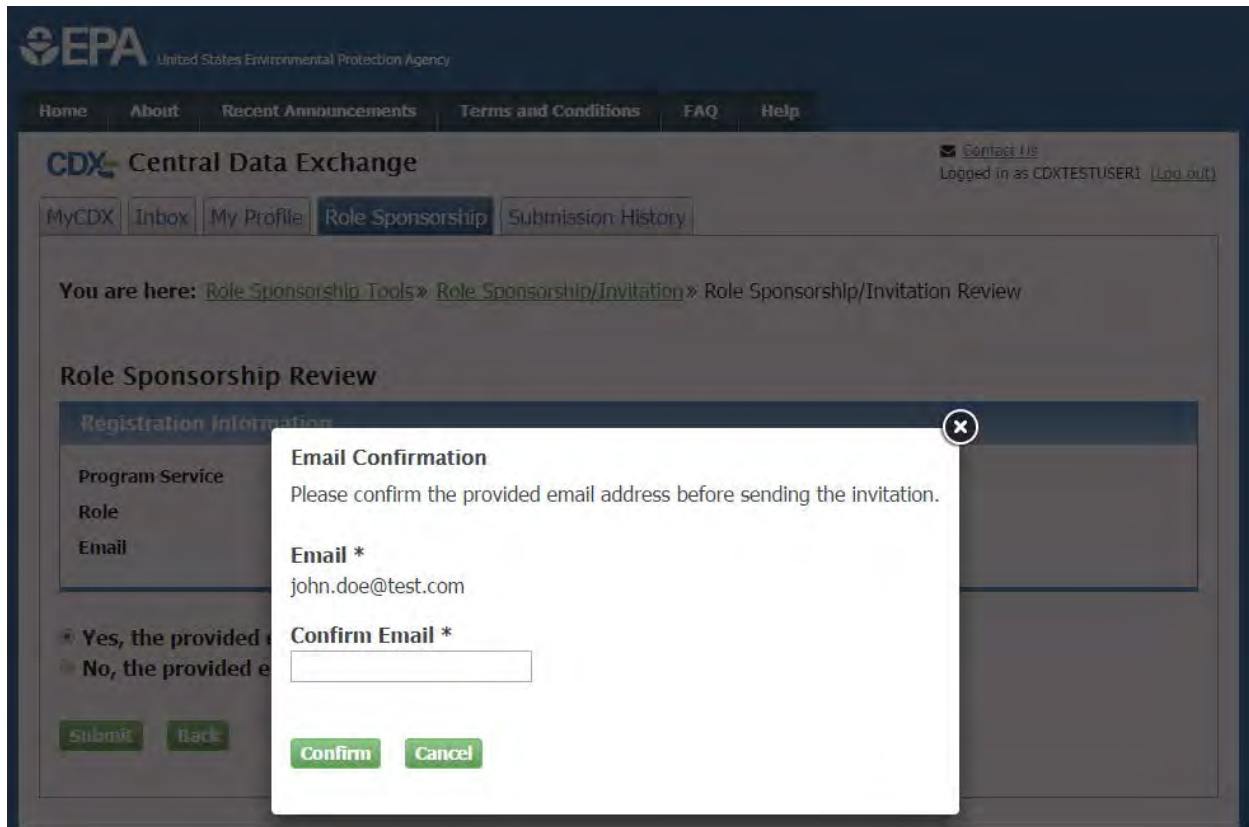 EPA United States Environmental Protection Agency
Home About Recent Announcements Terms and Conditions FAQ Help
CDX Central Data Exchange
Contact Us
Logged in as CDXTESTUSER1 (Log out)
MyCDX Inbox My Profile Role Sponsorship Submission History
You are here: Role Sponsorship Tools» Role Sponsorship/Invitation» Role Sponsorship/Invitation Review
Role Sponsorship Review
Registration Information
Program Service
Role
Email
Yes, the provided
No, the provided e
Submit Back
Email Confirmation
Please confirm the provided email address before sending the invitation.
Email *
john.doe@test.com
Confirm Email *
Confirm Cancel